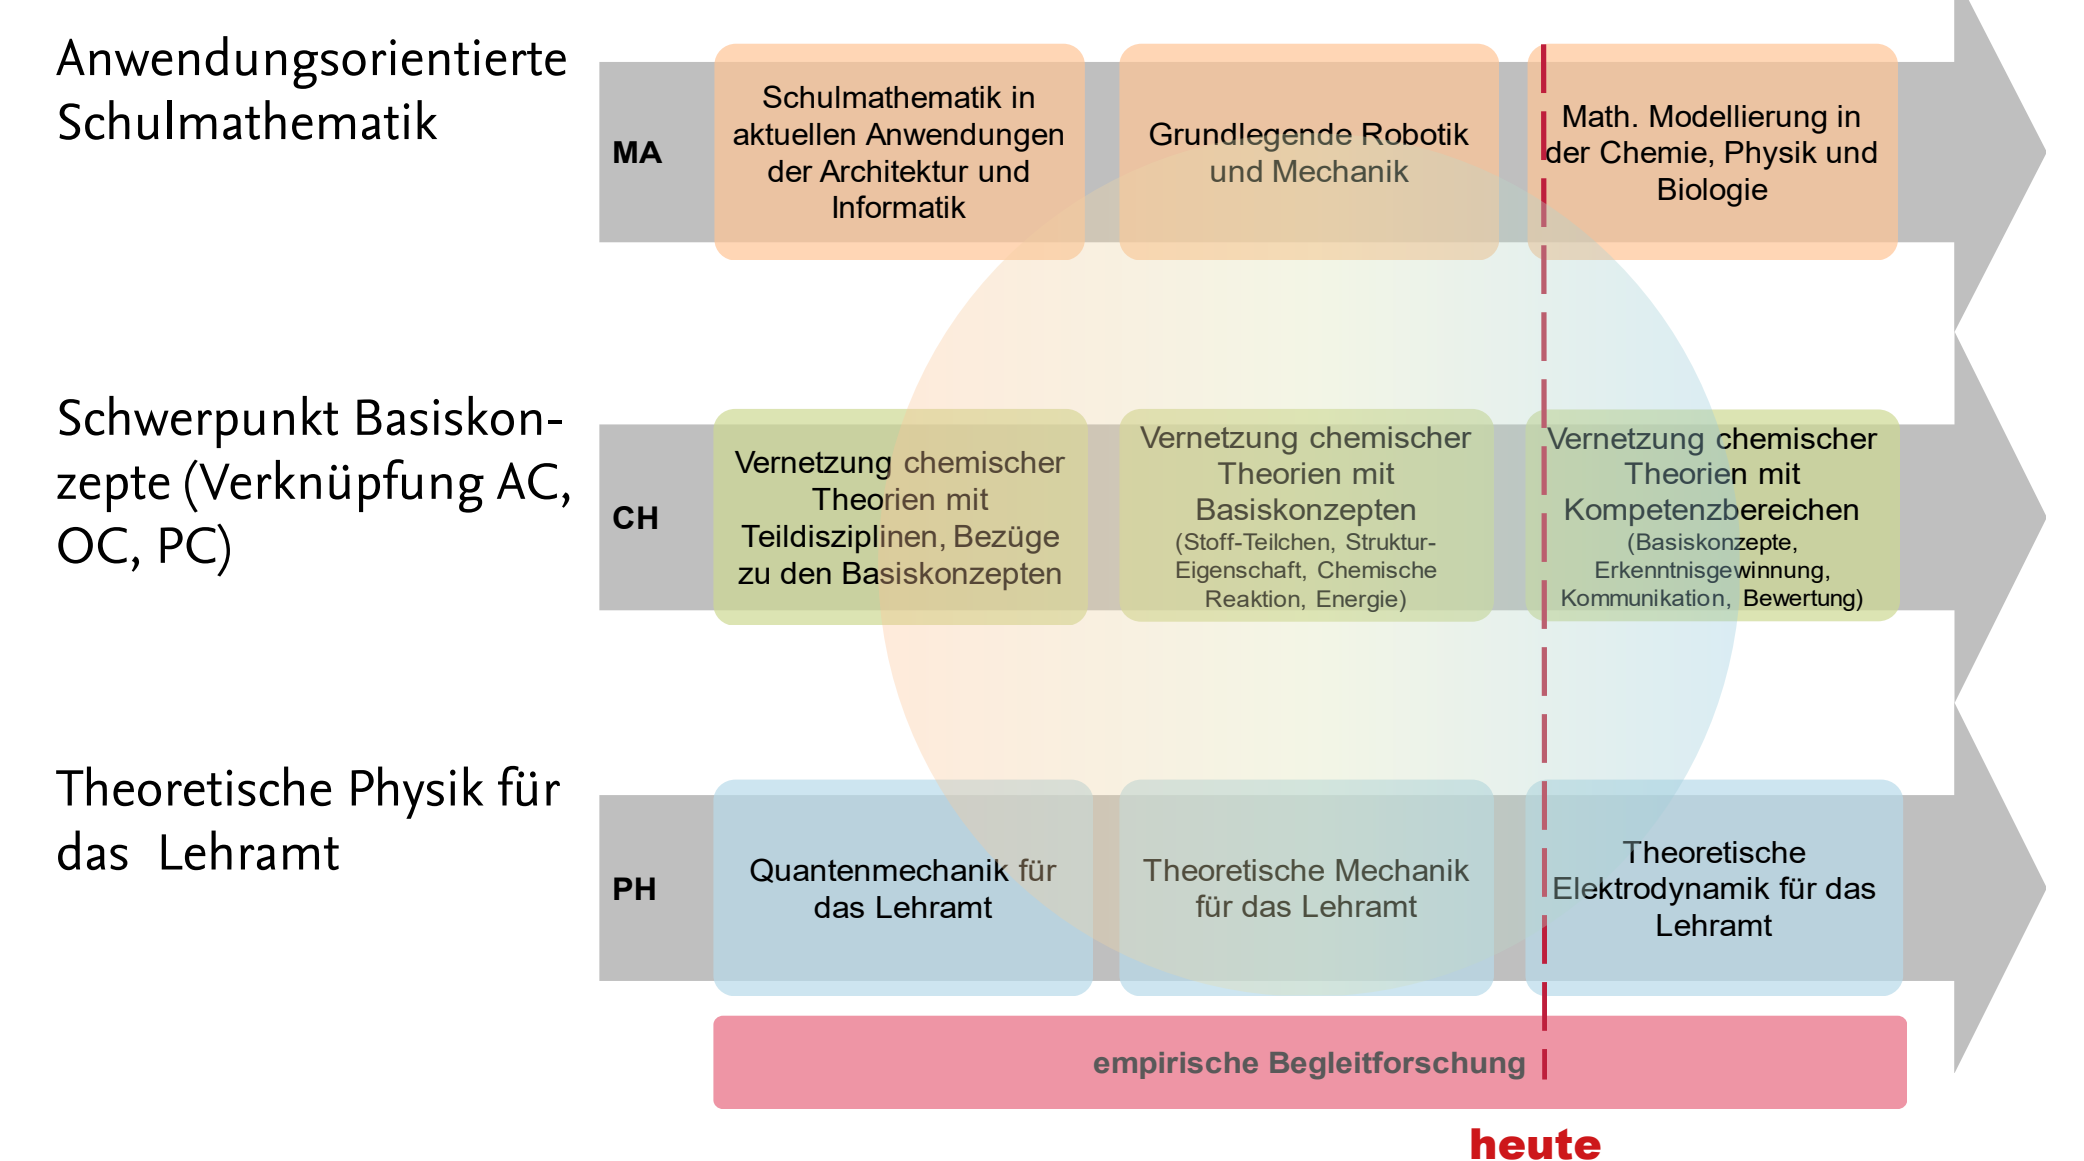 Anwendungsorientierte
Schulmathematik
MA
Schulmathematik in
aktuellen Anwendungen
der Architektur und
Informatik
Grundlegende Robotik
und Mechanik
Math. Modellierung in
der Chemie, Physik und
Biologie
Schwerpunkt Basiskon-
zepte (Verknüpfung AC,
OC, PC)
CH
Vernetzung chemischer
Theorien mit
Teildisziplinen, Bezüge
zu den Basiskonzepten
Vernetzung chemischer
Theorien mit
Basiskonzepten
(Stoff-Teilchen, Struktur-
Eigenschaft, Chemische
Reaktion, Energie)
Vernetzung chemischer
Theorien mit
Kompetenzbereichen
(Basiskonzepte,
Erkenntnisgewinnung,
Kommunikation, Bewertung)
Theoretische Physik für
das  Lehramt
PH
Quantenmechanik für
das Lehramt
Theoretische Mechanik
für das Lehramt
Theoretische
Elektrodynamik für das
Lehramt
empirische Begleitforschung
heute